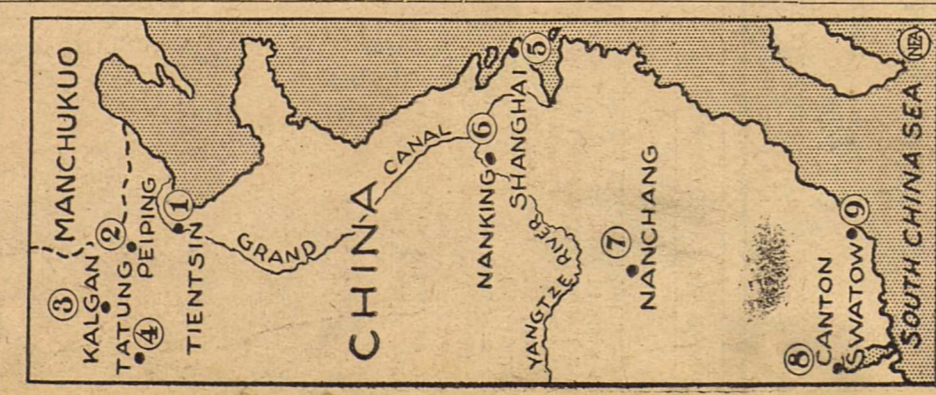 MANCHUKUO
③
KALGAN
②
TATUNG
④
PEIPING
①
TIENTSIN
GRAND CANAL
CHINA
⑥
NANKING
⑤
SHANGHAI
YANGTZE RIVER
⑦
NANCHANG
⑧
CANTON
⑨
SWATOW
SOUTH CHINA SEA
NEA